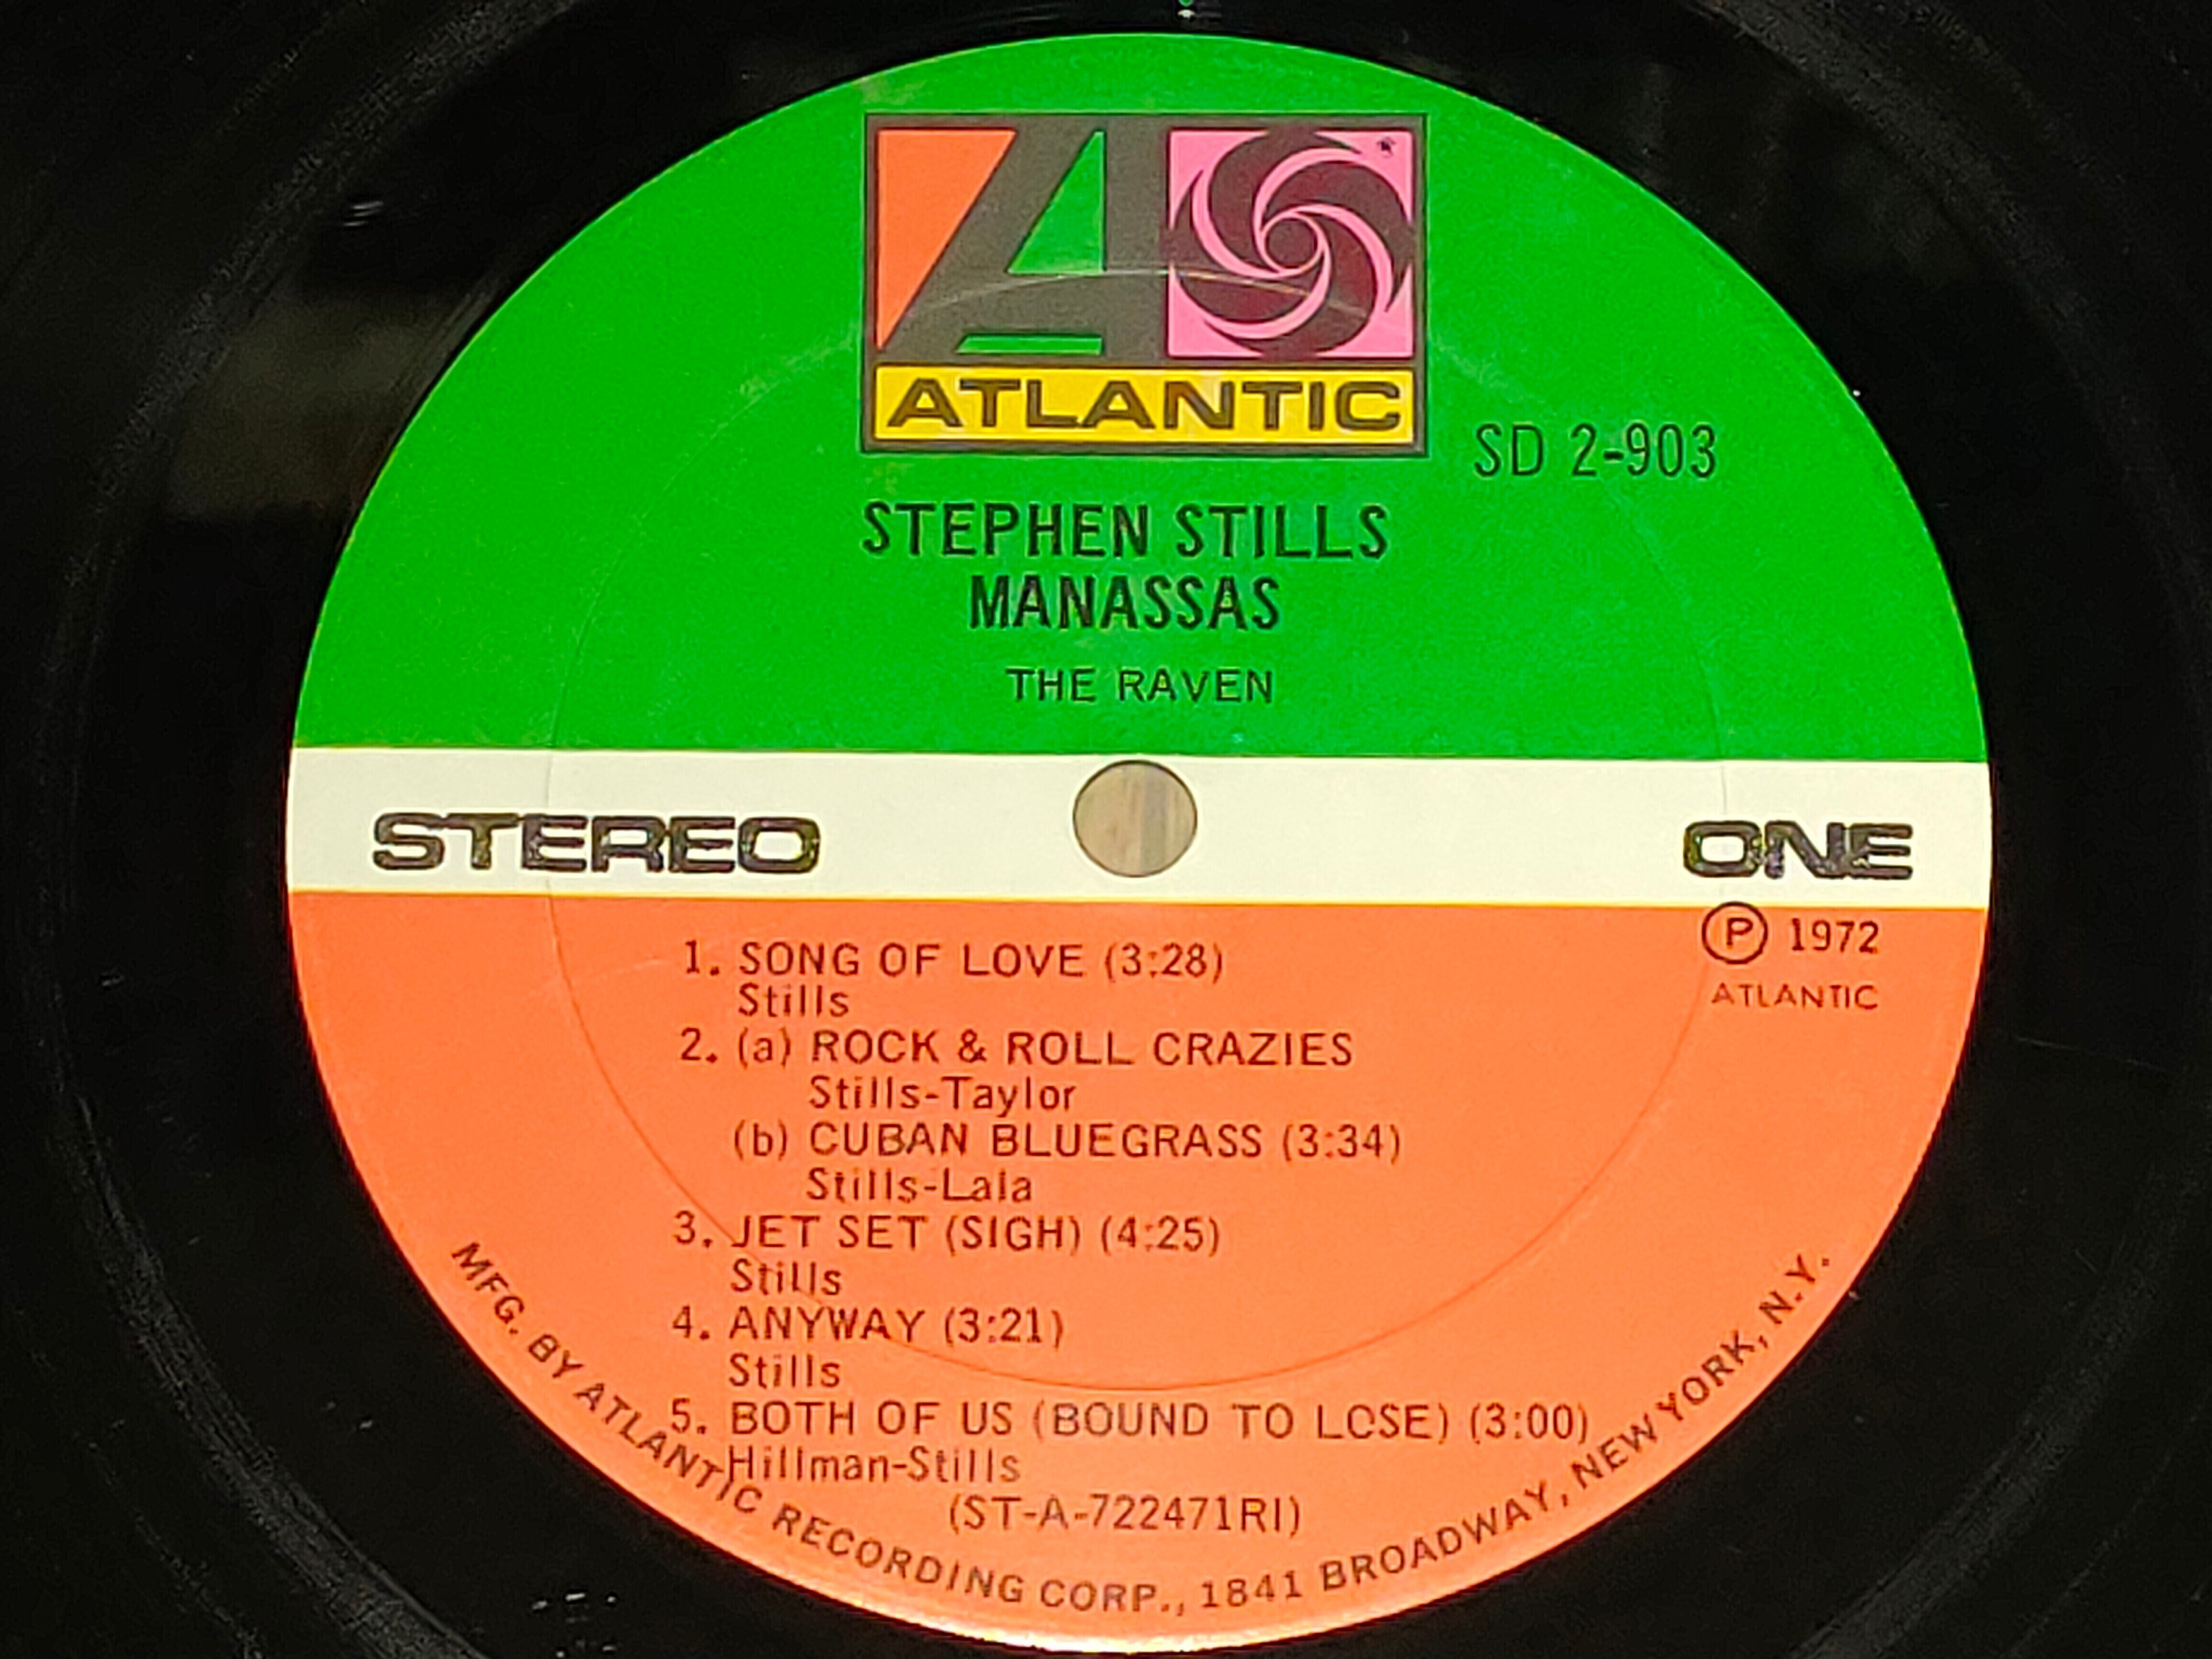 ATLANTIC
SD 2-903
STEPHEN STILLS
MANASSAS
THE RAVEN
STEREO
ONE
Ⓟ 1972
ATLANTIC
1. SONG OF LOVE (3:28)
Stills
2. (a) ROCK & ROLL CRAZIES
Stills-Taylor
(b) CUBAN BLUEGRASS (3:34)
Stills-Lala
3. JET SET (SIGH) (4:25)
Stills
4. ANYWAY (3:21)
Stills
5. BOTH OF US (BOUND TO LOSE) (3:00)
Hillman-Stills
(ST-A-722471RI)
MFG. BY ATLANTIC RECORDING CORP., 1841 BROADWAY, NEW YORK, N.Y.